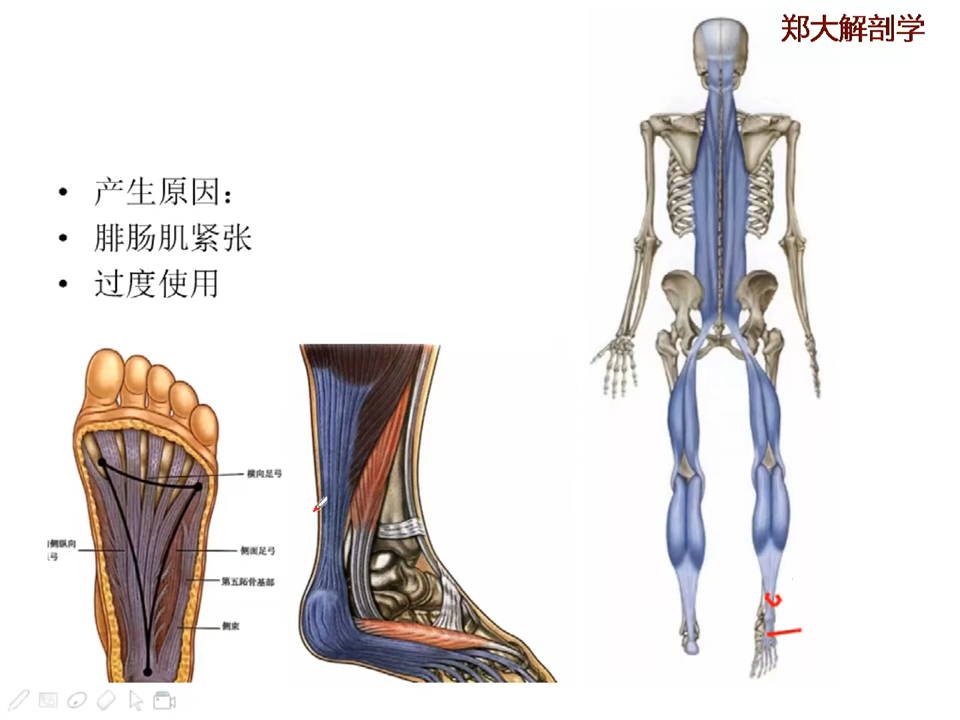 郑大解剖学
• 产生原因：
• 腓肠肌紧张
• 过度使用
横向足弓
侧纵向
弓
侧面足弓
第五跖骨基部
侧束